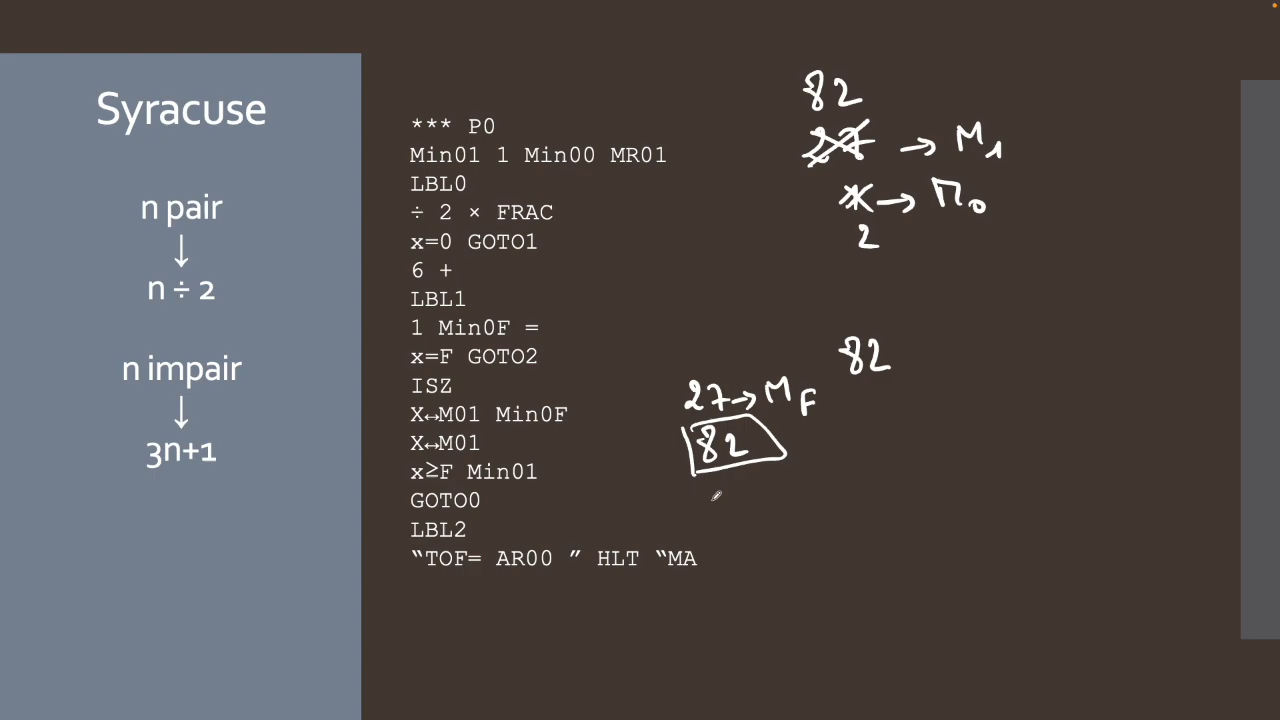 Syracuse
n pair
↓
n ÷ 2
n impair
↓
3n+1
*** P0
Min01 1 Min00 MR01
LBL0
÷ 2 × FRAC
x=0 GOTO1
6 +
LBL1
1 Min0F =
x=F GOTO2
ISZ
X↔M01 Min0F
X↔M01
x≥F Min01
GOTO0
LBL2
“TOF= AR00 ” HLT “MA
82
27 → M1
→ M0
2
82
27 → MF
82